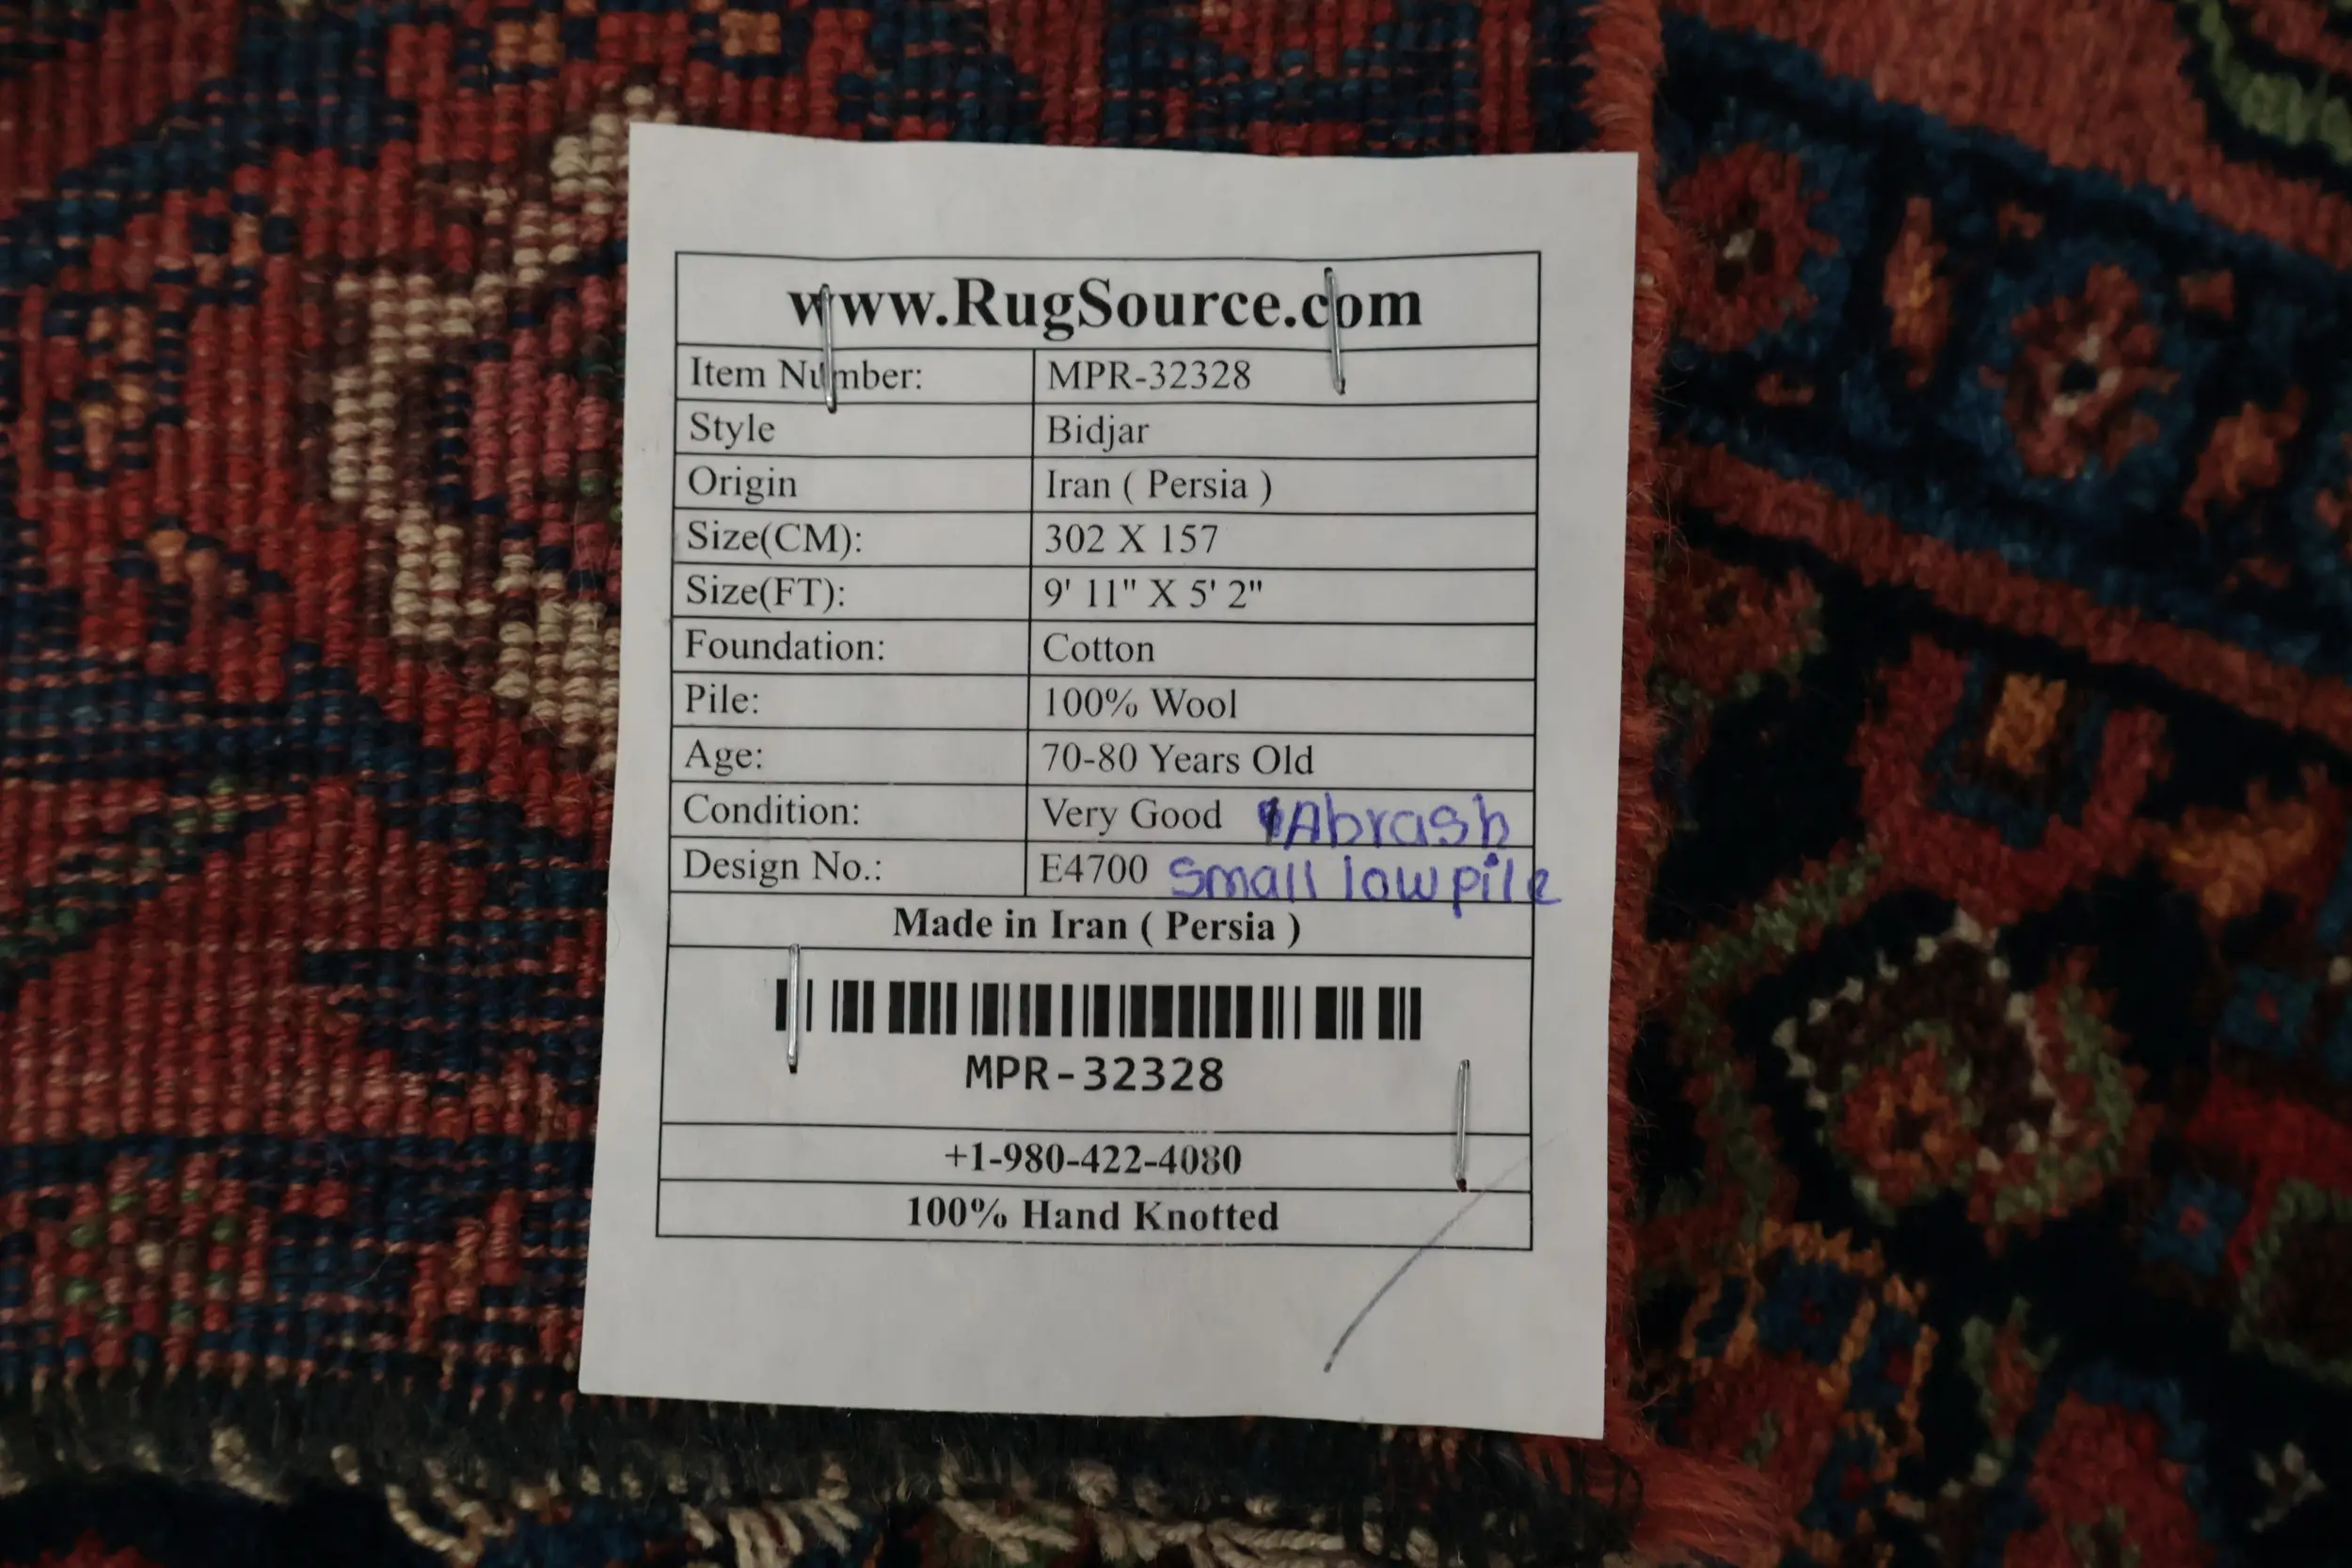 www.RugSource.com
Item Number: MPR-32328
Style Bidjar
Origin Iran ( Persia )
Size(CM): 302 X 157
Size(FT): 9' 11" X 5' 2"
Foundation: Cotton
Pile: 100% Wool
Age: 70-80 Years Old
Condition: Very Good Abrash
Design No.: E4700 Small low pile
Made in Iran ( Persia )
MPR-32328
+1-980-422-4080
100% Hand Knotted